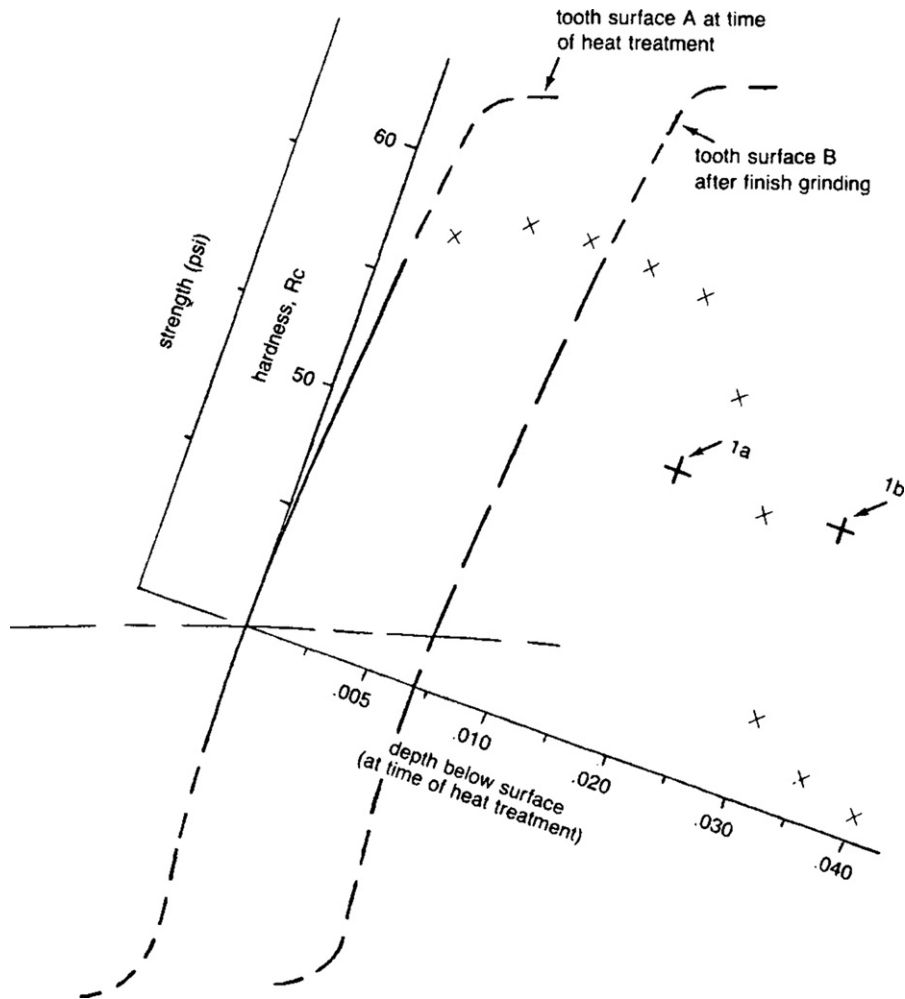 tooth surface A at time
of heat treatment
tooth surface B
after finish grinding
60
50
strength (psi)
hardness, Rc
1a
1b
.005
.010
.020
.030
.040
depth below surface
(at time of heat treatment)